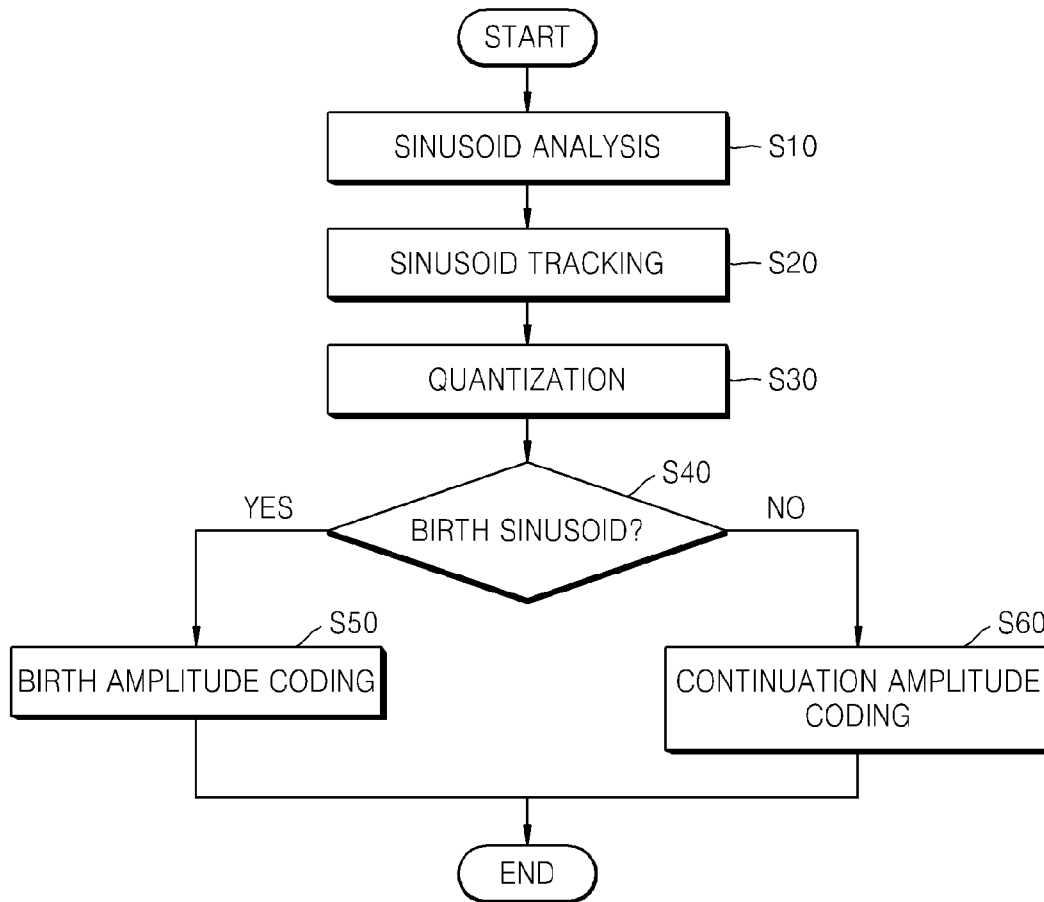 START
SINUSOID ANALYSIS
S10
SINUSOID TRACKING
S20
QUANTIZATION
S30
S40
YES
BIRTH SINUSOID?
NO
S50
BIRTH AMPLITUDE CODING
S60
CONTINUATION AMPLITUDE
CODING
END